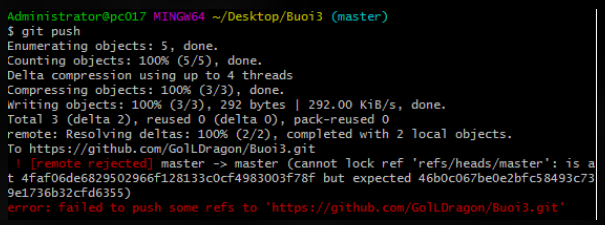 Administrator@pc017 MINGW64 ~/Desktop/Buoi3 (master)
$ git push
Enumerating objects: 5, done.
Counting objects: 100% (5/5), done.
Delta compression using up to 4 threads
Compressing objects: 100% (3/3), done.
Writing objects: 100% (3/3), 292 bytes | 292.00 KiB/s, done.
Total 3 (delta 2), reused 0 (delta 0), pack-reused 0
remote: Resolving deltas: 100% (2/2), completed with 2 local objects.
To https://github.com/GolLDragon/Buoi3.git
 ! [remote rejected] master -> master (cannot lock ref 'refs/heads/master': is a
t 4faf06de6829502966f128133c0cf4983003f78f but expected 46b0c067be0e2bfc58493c73
9e1736b32cfd6355)
error: failed to push some refs to 'https://github.com/GolLDragon/Buoi3.git'